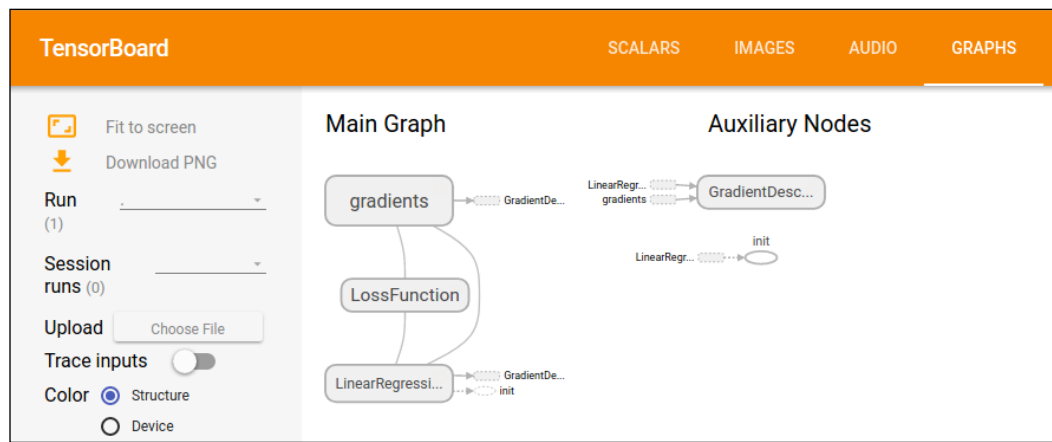 TensorBoard
SCALARS
IMAGES
AUDIO
GRAPHS
Fit to screen
Download PNG
Run
(1)
.
Session
runs (0)
Upload
Choose File
Trace inputs
Color
Structure
Device
Main Graph
gradients
GradientDe...
LossFunction
LinearRegressi...
GradientDe...
init
Auxiliary Nodes
LinearRegr...
gradients
GradientDesc...
init
LinearRegr...